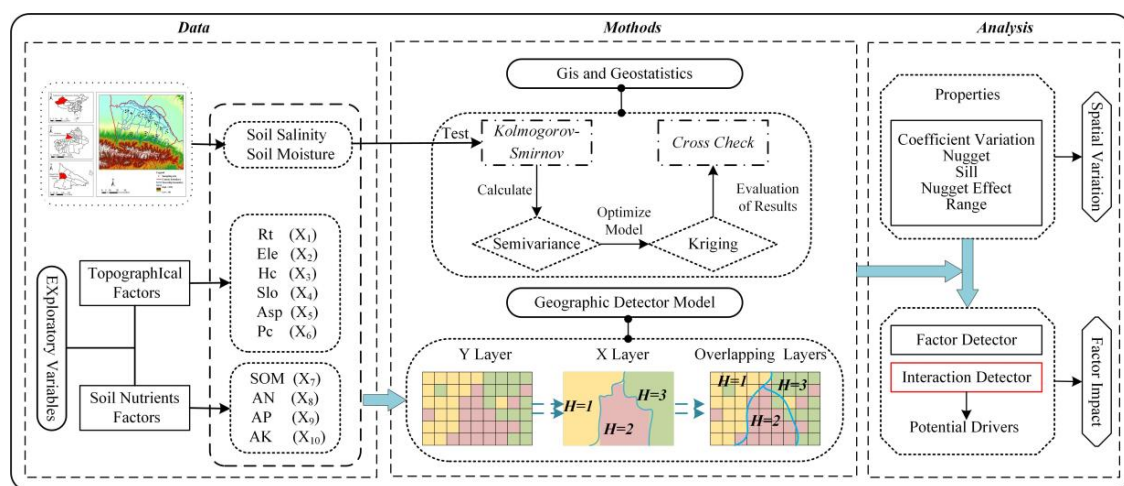 Data
Mothods
Analysis
Soil Salinity
Soil Moisture
EXploratory Variables
TopographIcal
Factors
Soil Nutrients
Factors
Rt (X₁)
Ele (X₂)
Hc (X₃)
Slo (X₄)
Asp (X₅)
Pc (X₆)
SOM (X₇)
AN (X₈)
AP (X₉)
AK (X₁₀)
Gis and Geostatistics
Test
Kolmogorov-
Smirnov
Cross Check
Calculate
Optimize
Model
Evaluation
of Results
Semivariance
Kriging
Geographic Detector Model
Y Layer
X Layer
Overlapping Layers
H=1
H=3
H=2
H=1
H=3
H=2
Properties
Coefficient Variation
Nugget
Sill
Nugget Effect
Range
Spatial Variation
Factor Detector
Interaction Detector
Potential Drivers
Factor Impact